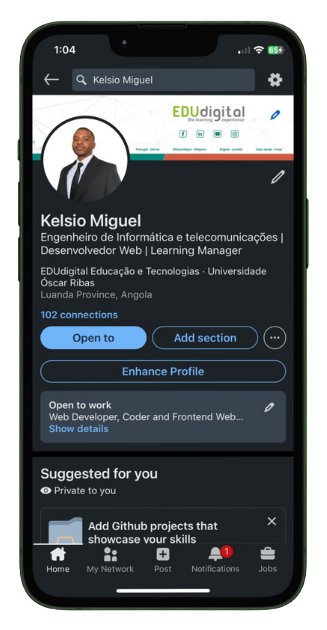 1:04
65
Kelsio Miguel
EDUdigital
the learning experience
Kelsio Miguel
Engenheiro de Informática e telecomunicações |
Desenvolvedor Web | Learning Manager
EDUdigital Educação e Tecnologias · Universidade
Óscar Ribas
Luanda Province, Angola
102 connections
Open to
Add section
Enhance Profile
Open to work
Web Developer, Coder and Frontend Web...
Show details
Suggested for you
Private to you
Add Github projects that
showcase your skills
1
Home
My Network
Post
Notifications
Jobs